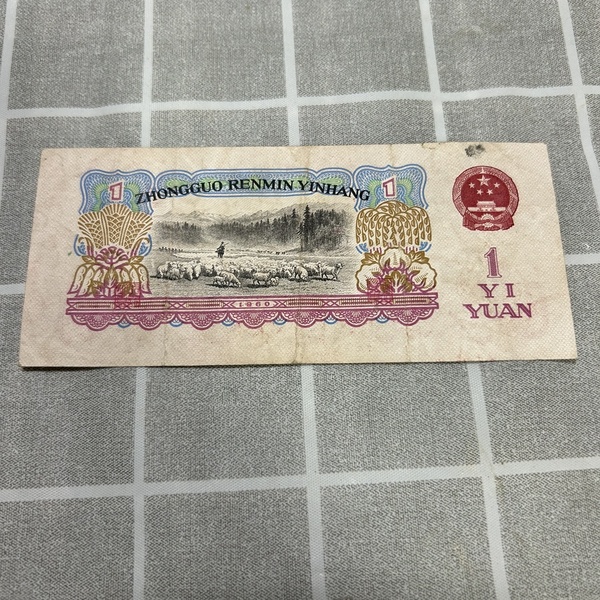 1
ZHONGGUO RENMIN YINHANG
1
1960
1
YI
YUAN